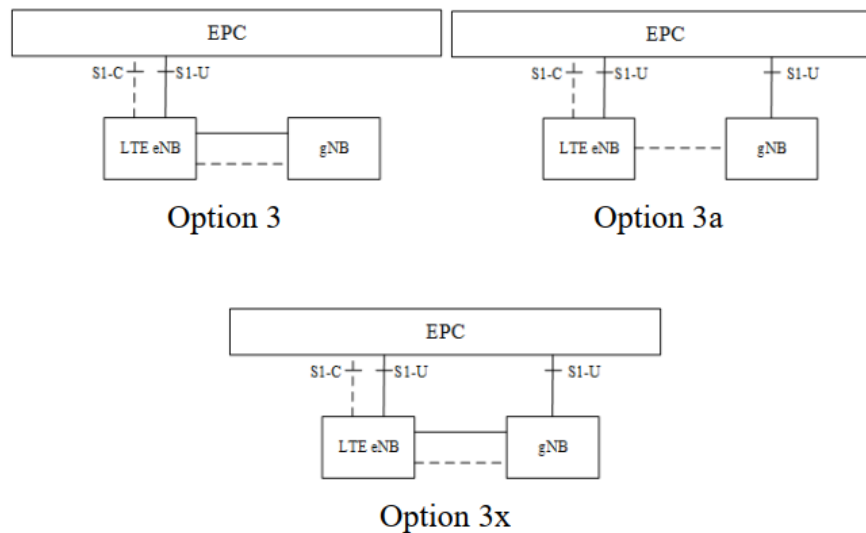 EPC
S1-C
S1-U
LTE eNB
gNB
Option 3
EPC
S1-C
S1-U
S1-U
LTE eNB
gNB
Option 3a
EPC
S1-C
S1-U
S1-U
LTE eNB
gNB
Option 3x